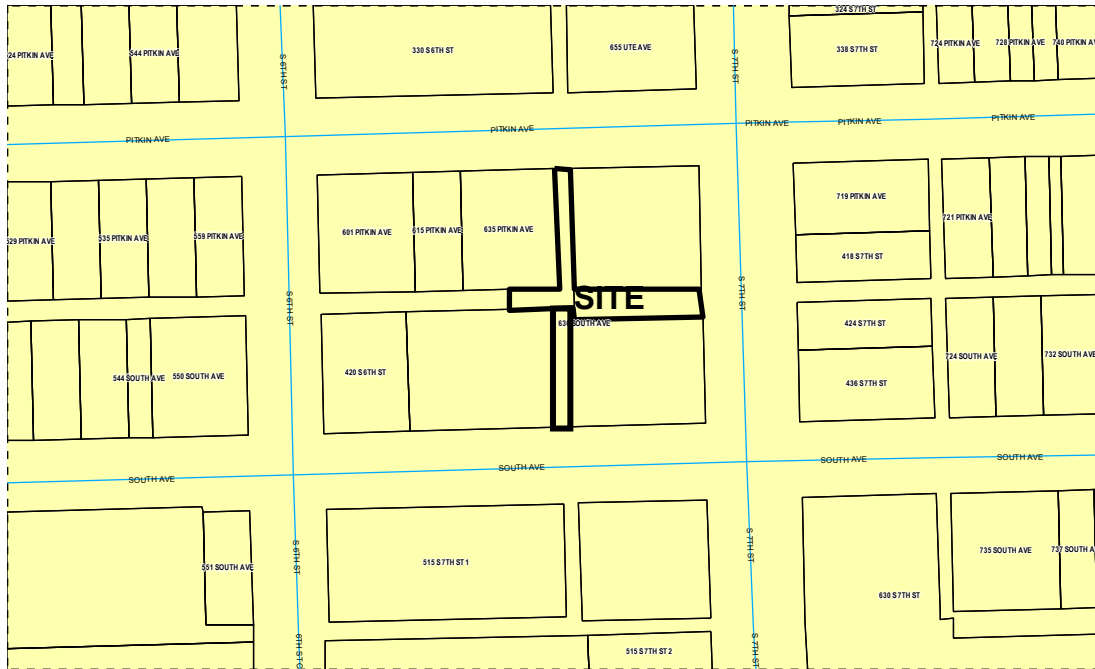 324 S 7TH ST
24 PITKIN AVE
544 PITKIN AVE
330 S 6TH ST
655 UTE AVE
338 S 7TH ST
724 PITKIN AVE
728 PITKIN AVE
740 PITKIN AV
S 6TH ST
S 7TH ST
PITKIN AVE
PITKIN AVE
PITKIN AVE
PITKIN AVE
PITKIN AVE
529 PITKIN AVE
535 PITKIN AVE
559 PITKIN AVE
601 PITKIN AVE
615 PITKIN AVE
635 PITKIN AVE
719 PITKIN AVE
721 PITKIN AVE
418 S 7TH ST
S 6TH ST
S 7TH ST
SITE
630 SOUTH AVE
424 S 7TH ST
544 SOUTH AVE
550 SOUTH AVE
420 S 6TH ST
436 S 7TH ST
724 SOUTH AVE
732 SOUTH AVE
SOUTH AVE
SOUTH AVE
SOUTH AVE
SOUTH AVE
S 6TH ST
S 7TH ST
551 SOUTH AVE
515 S 7TH ST 1
735 SOUTH AVE
737 SOUTH A
630 S 7TH ST
6TH ST
S 7TH ST
515 S 7TH ST 2